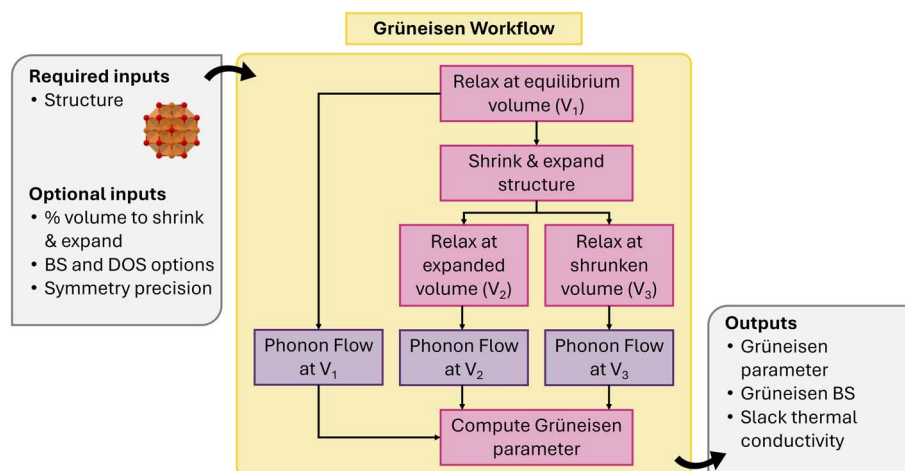 Grüneisen Workflow
Required inputs
• Structure
Optional inputs
• % volume to shrink
& expand
• BS and DOS options
• Symmetry precision
Relax at equilibrium
volume (V₁)
Shrink & expand
structure
Relax at
expanded
volume (V₂)
Relax at
shrunken
volume (V₃)
Phonon Flow
at V₁
Phonon Flow
at V₂
Phonon Flow
at V₃
Compute Grüneisen
parameter
Outputs
• Grüneisen
parameter
• Grüneisen BS
• Slack thermal
conductivity